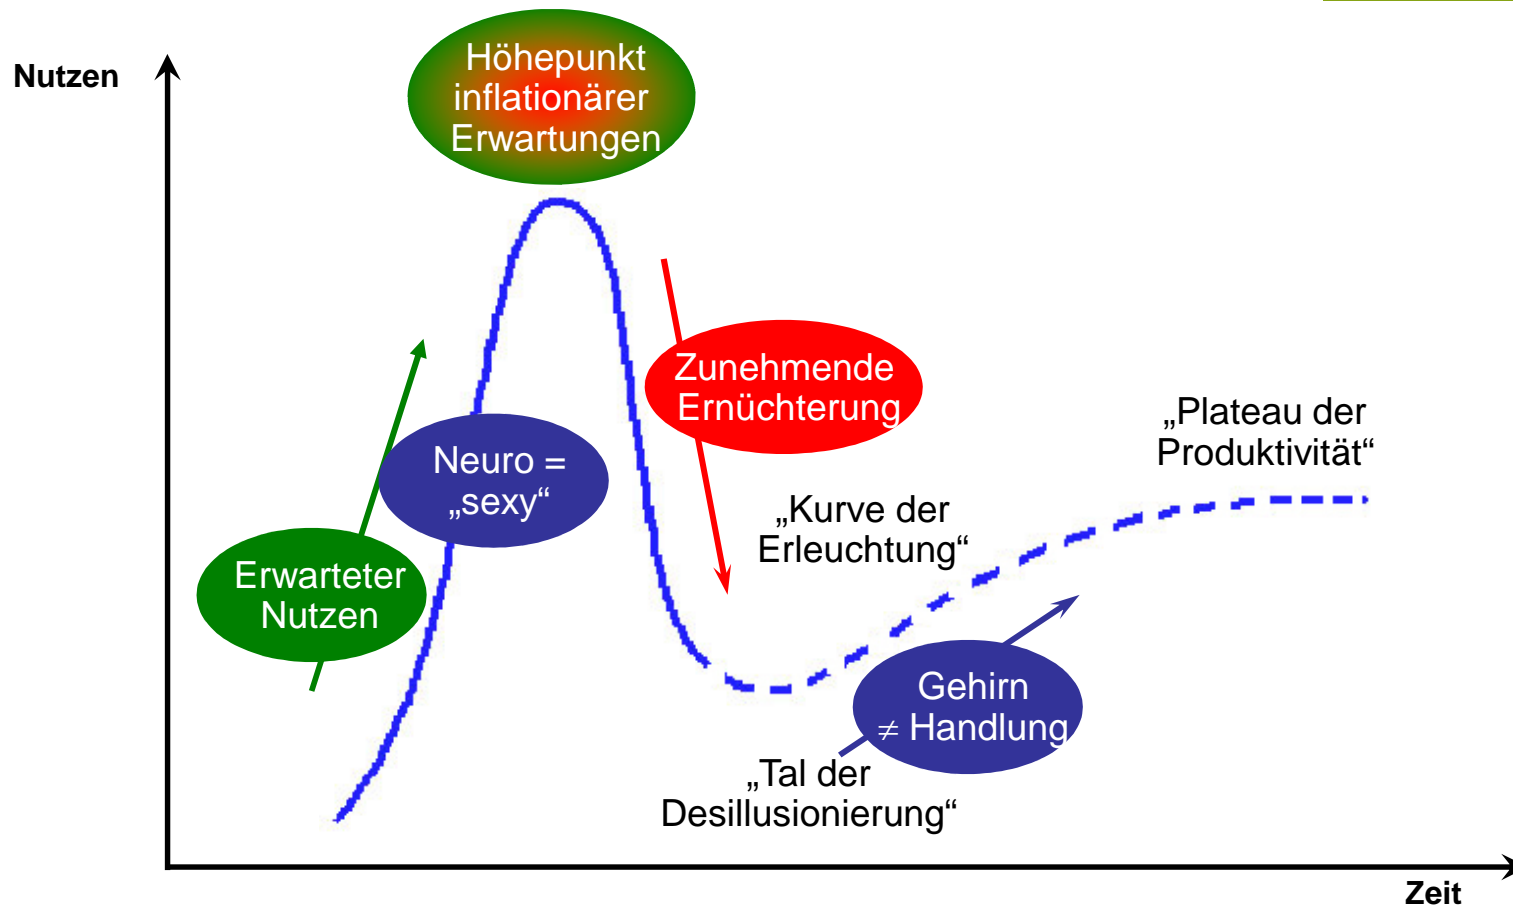 Nutzen
Höhepunkt
inflationärer
Erwartungen
Zunehmende
Ernüchterung
Neuro =
„sexy“
Erwarteter
Nutzen
„Kurve der
Erleuchtung“
„Plateau der
Produktivität“
Gehirn
≠ Handlung
„Tal der
Desillusionierung“
Zeit